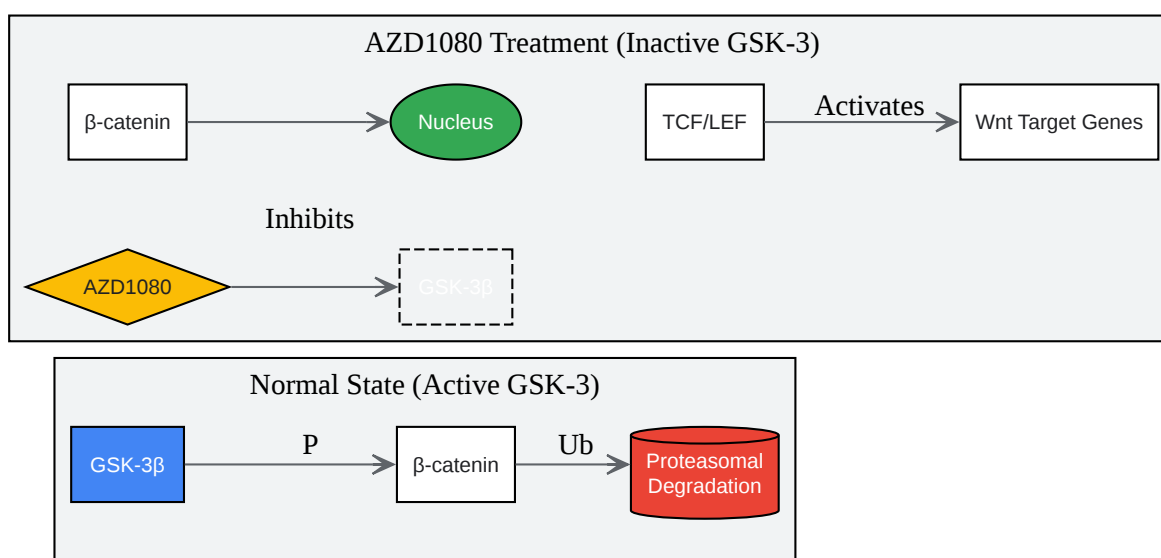 AZD1080 Treatment (Inactive GSK-3)
β-catenin
Nucleus
TCF/LEF
Activates
Wnt Target Genes
Inhibits
AZD1080
GSK-3β
Normal State (Active GSK-3)
GSK-3β
P
β-catenin
Ub
Proteasomal
Degradation